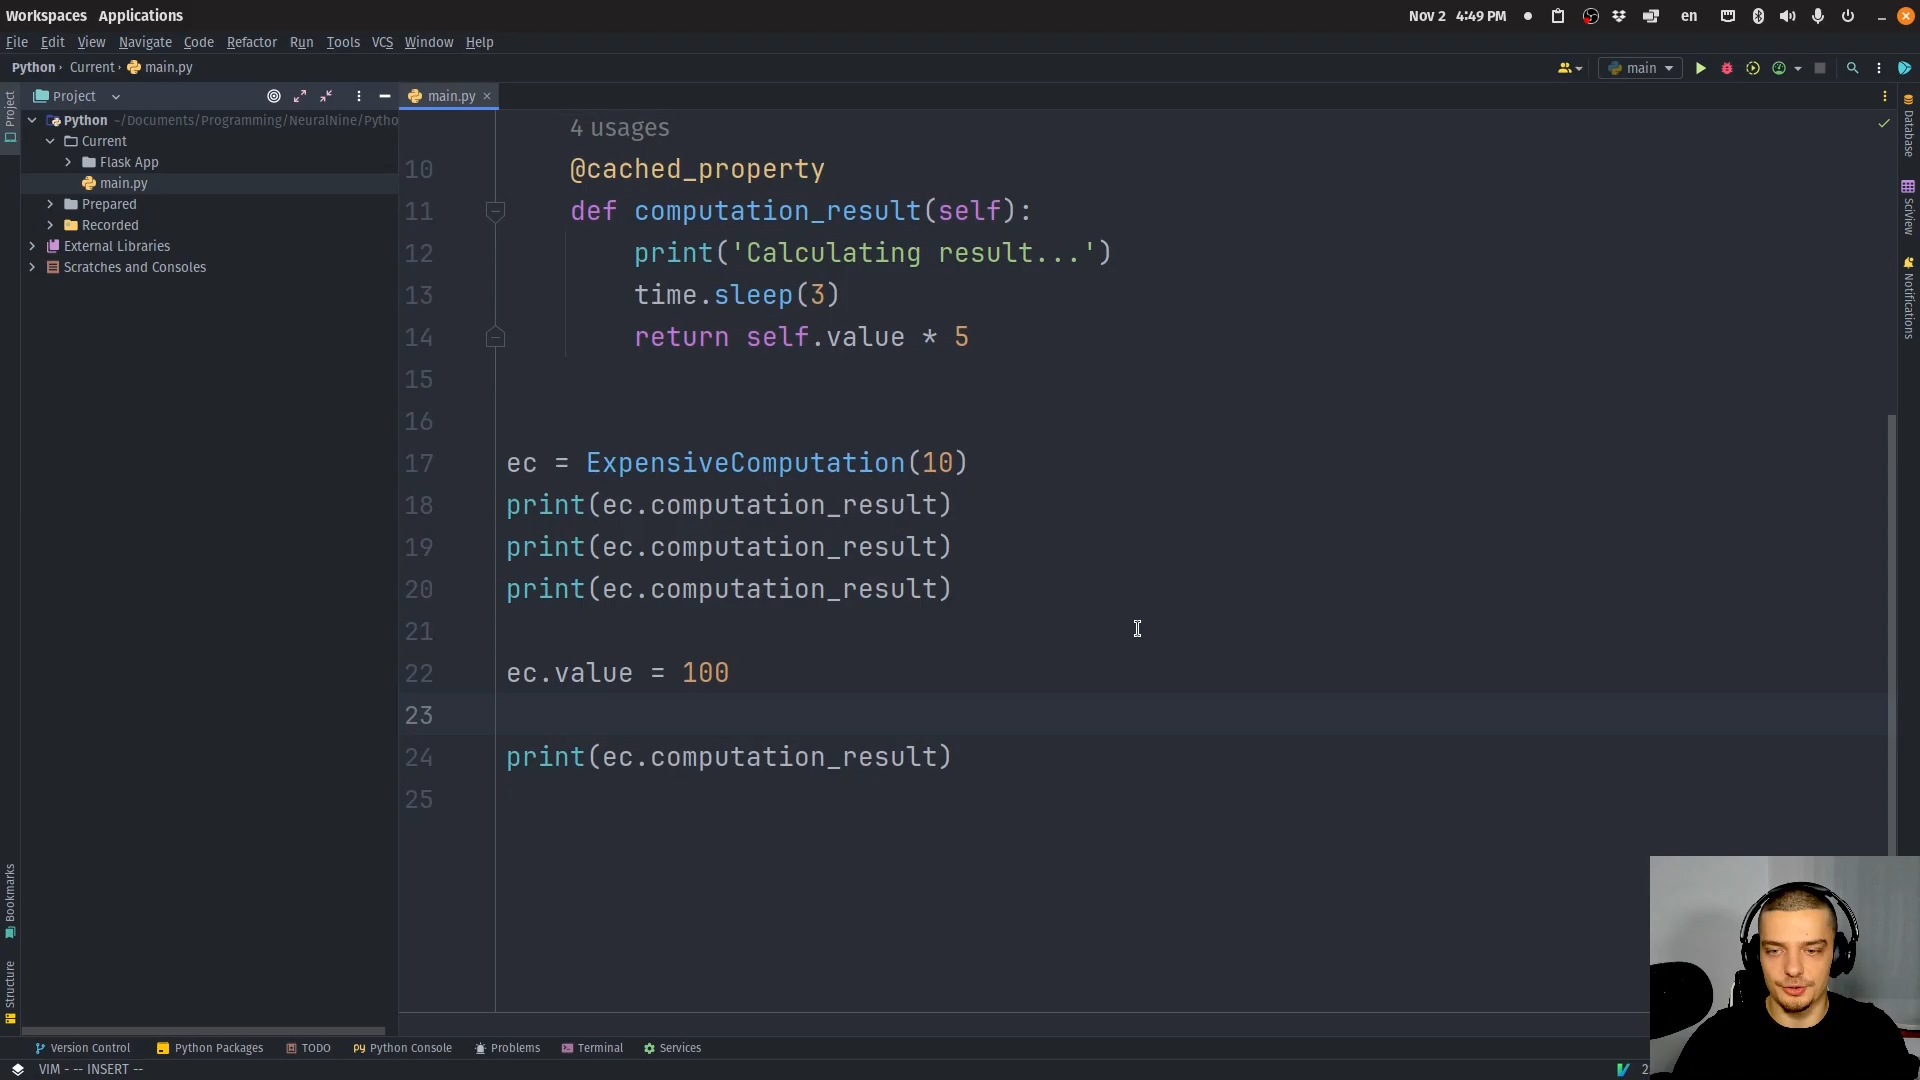 Workspaces Applications
Nov 2 4:49 PM
en
File Edit View Navigate Code Refactor Run Tools VCS Window Help
Python › Current › main.py
main
Project
Project
main.py
Python ~/Documents/Programming/NeuralNine/Pytho
Current
Flask App
main.py
Prepared
Recorded
External Libraries
Scratches and Consoles
4 usages
10 @cached_property
11 def computation_result(self):
12 print('Calculating result...')
13 time.sleep(3)
14 return self.value * 5
15
16
17 ec = ExpensiveComputation(10)
18 print(ec.computation_result)
19 print(ec.computation_result)
20 print(ec.computation_result)
21
22 ec.value = 100
23
24 print(ec.computation_result)
25
Database
SciView
Notifications
Bookmarks
Structure
Version Control Python Packages TODO Python Console Problems Terminal Services
VIM - -- INSERT --
2